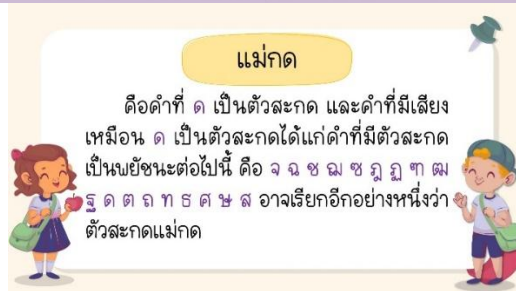 แม่กด
คือคำที่ ด เป็นตัวสะกด และคำที่มีเสียง
เหมือน ด เป็นตัวสะกดได้แก่คำที่มีตัวสะกด
เป็นพยัชนะต่อไปนี้ คือ จ ฉ ช ฌ ซ ฎ ฏ ฑ ฒ
ฐ ด ต ถ ท ธ ศ ษ ส อาจเรียกอีกอย่างหนึ่งว่า
ตัวสะกดแม่กด